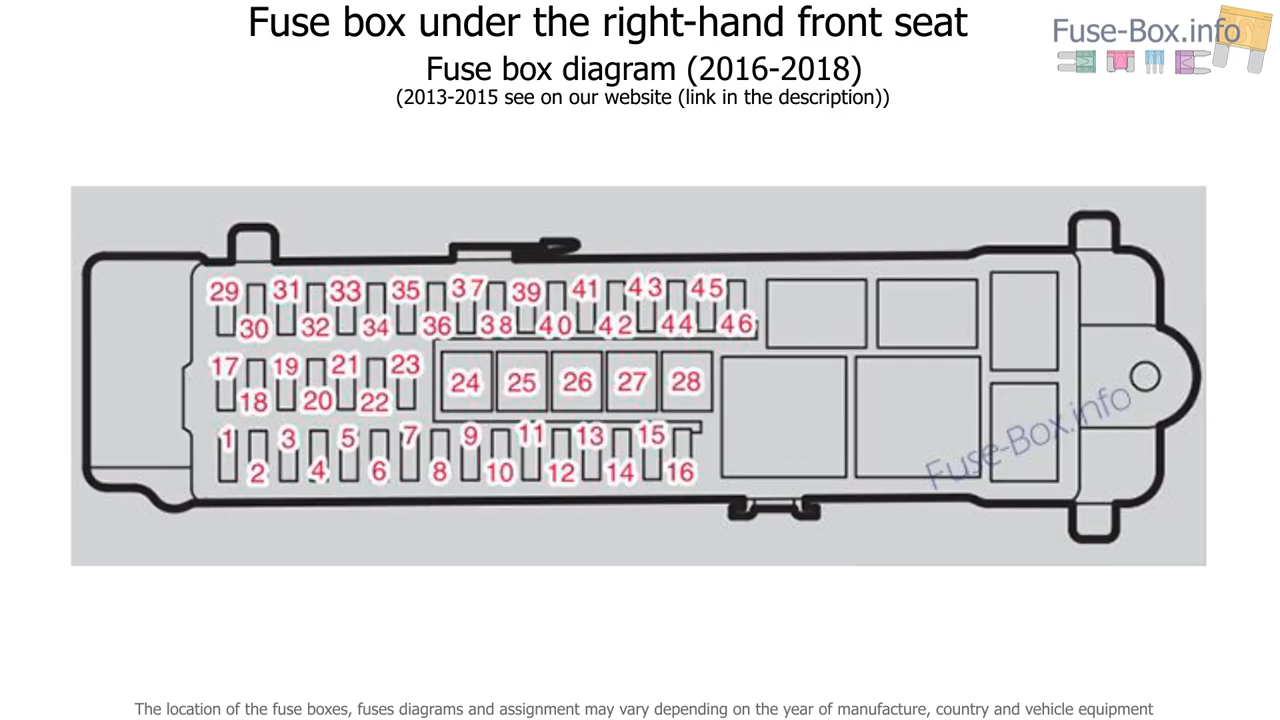 Fuse box under the right-hand front seat
Fuse-Box.info
Fuse box diagram (2016-2018)
(2013-2015 see on our website (link in the description))
29 31 33 35 37 39 41 43 45
30 32 34 36 38 40 42 44 46
17 19 21 23
24 25 26 27 28
18 20 22
1 3 5 7 9 11 13 15
2 4 6 8 10 12 14 16
Fuse-Box.info
The location of the fuse boxes, fuses diagrams and assignment may vary depending on the year of manufacture, country and vehicle equipment